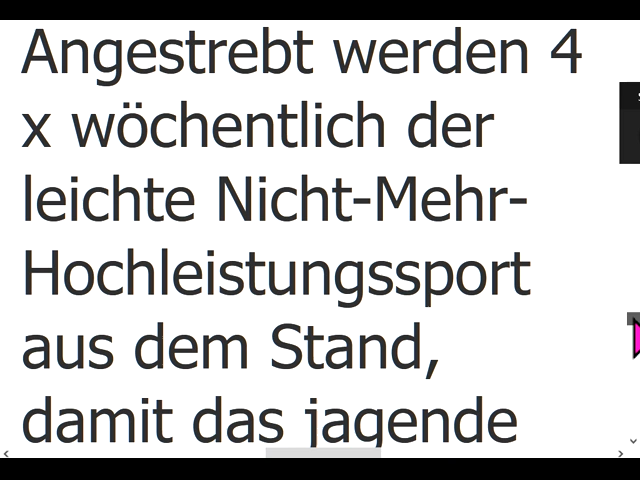 Angestrebt werden 4
x wöchentlich der
leichte Nicht-Mehr-
Hochleistungssport
aus dem Stand,
damit das jagende